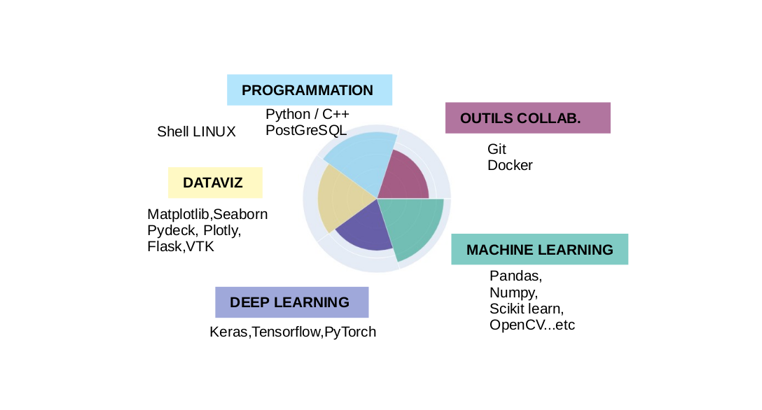 PROGRAMMATION
Python / C++
PostGreSQL
Shell LINUX
OUTILS COLLAB.
Git
Docker
DATAVIZ
Matplotlib,Seaborn
Pydeck, Plotly,
Flask,VTK
MACHINE LEARNING
Pandas,
Numpy,
Scikit learn,
OpenCV...etc
DEEP LEARNING
Keras,Tensorflow,PyTorch